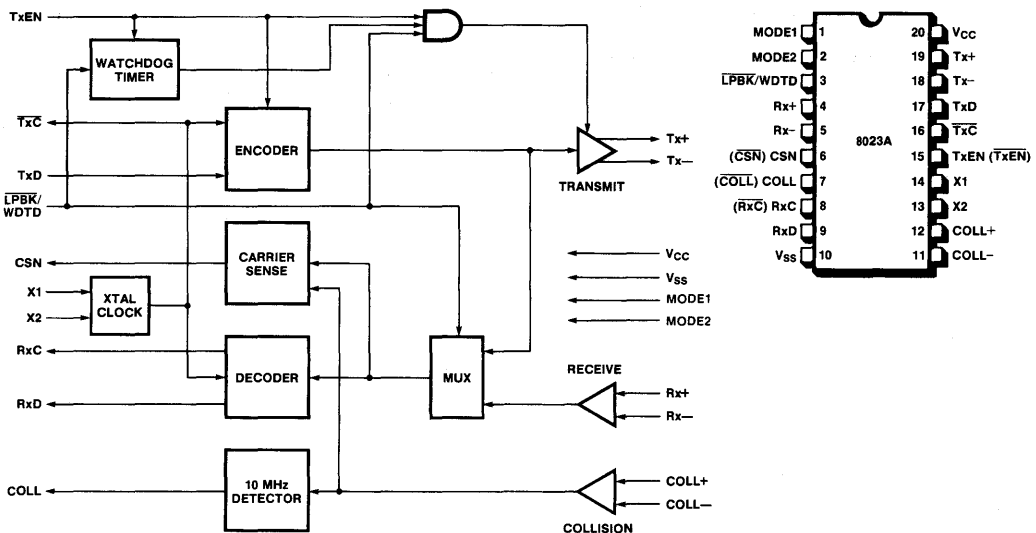 TxEN
WATCHDOG
TIMER
TxC
ENCODER
TxD
LPBK/
WDTD
Tx+
Tx—
TRANSMIT
CSN
CARRIER
SENSE
X1
X2
XTAL
CLOCK
RxC
RxD
DECODER
MUX
VCC
VSS
MODE1
MODE2
RECEIVE
Rx+
Rx—
COLL
10 MHz
DETECTOR
COLL+
COLL—
COLLISION
MODE1 1
MODE2 2
LPBK/WDTD 3
Rx+ 4
Rx– 5
(CSN) CSN 6
(COLL) COLL 7
(RxC) RxC 8
RxD 9
VSS 10
8023A
20 VCC
19 Tx+
18 Tx–
17 TxD
16 TxC
15 TxEN (TxEN)
14 X1
13 X2
12 COLL+
11 COLL–